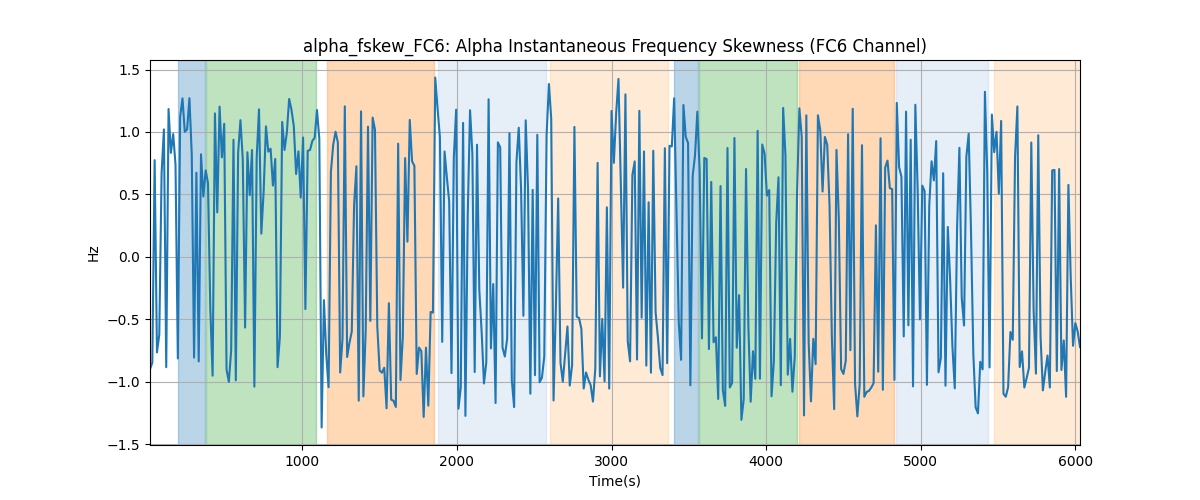 alpha_fskew_FC6: Alpha Instantaneous Frequency Skewness (FC6 Channel)
1.5
1.0
0.5
0.0
−0.5
−1.0
−1.5
Hz
1000 2000 3000 4000 5000 6000
Time(s)